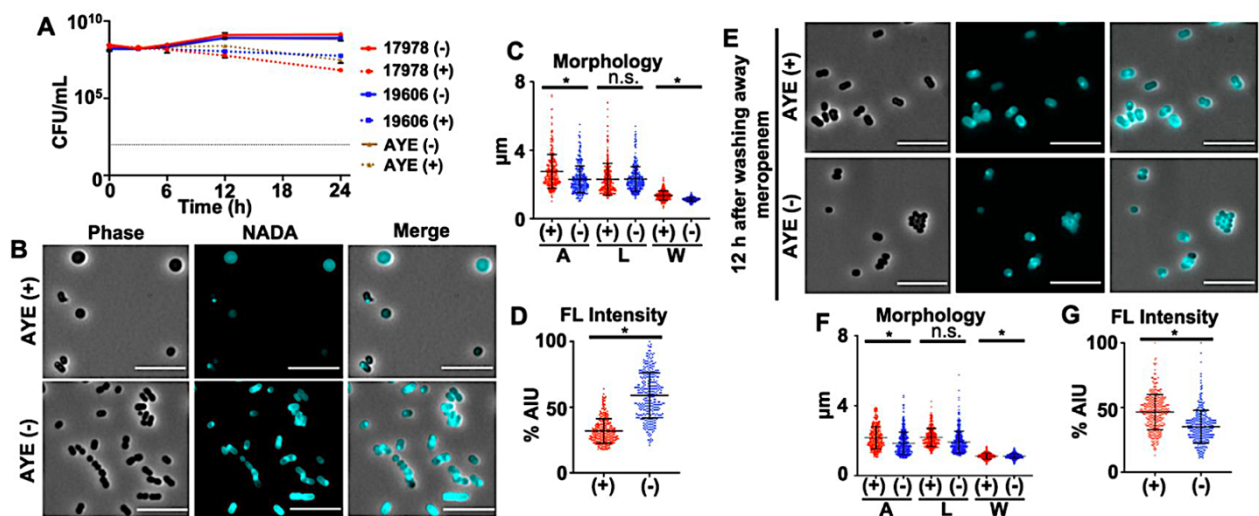 A
10^10
10^5
0
CFU/mL
0 6 12 18 24
Time (h)
17978 (-)
17978 (+)
19606 (-)
19606 (+)
AYE (-)
AYE (+)
B
Phase NADA Merge
AYE (+)
AYE (-)
C
Morphology
* n.s. *
µm
8
4
0
(+) (-) (+) (-) (+) (-)
A L W
D
FL Intensity
*
% AIU
100
50
0
(+) (-)
E
12 h after washing away
meropenem
AYE (+)
AYE (-)
F
Morphology
* n.s. *
µm
8
4
0
(+) (-) (+) (-) (+) (-)
A L W
G
FL Intensity
*
% AIU
100
50
0
(+) (-)